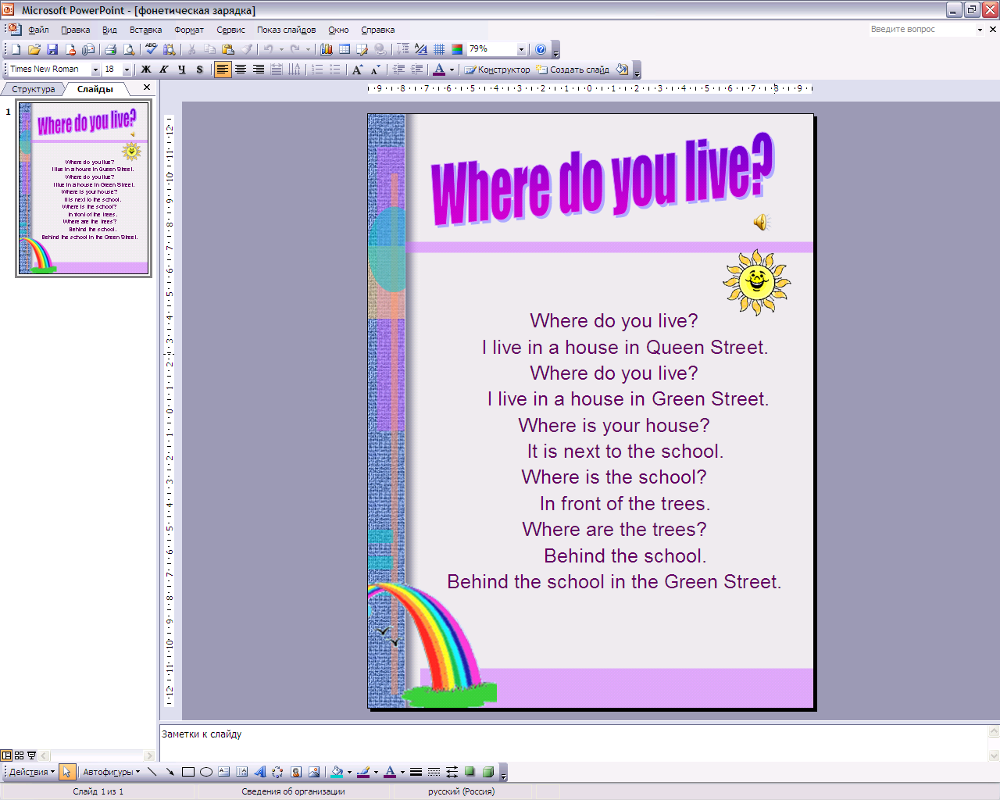 Microsoft PowerPoint - [фонетическая зарядка]
Файл Правка Вид Вставка Формат Сервис Показ слайдов Окно Справка
Введите вопрос
79%
Times New Roman 18 Ж К Ч S Конструктор Создать слайд
Структура Слайды
1
Where do you live?
Where do you live?
I live in a house in Queen Street.
Where do you live?
I live in a house in Green Street.
Where is your house?
It is next to the school.
Where is the school?
In front of the trees.
Where are the trees?
Behind the school.
Behind the school in the Green Street.
Where do you live?
Where do you live?
I live in a house in Queen Street.
Where do you live?
I live in a house in Green Street.
Where is your house?
It is next to the school.
Where is the school?
In front of the trees.
Where are the trees?
Behind the school.
Behind the school in the Green Street.
Заметки к слайду
Действия Автофигуры
Слайд 1 из 1 Сведения об организации русский (Россия)